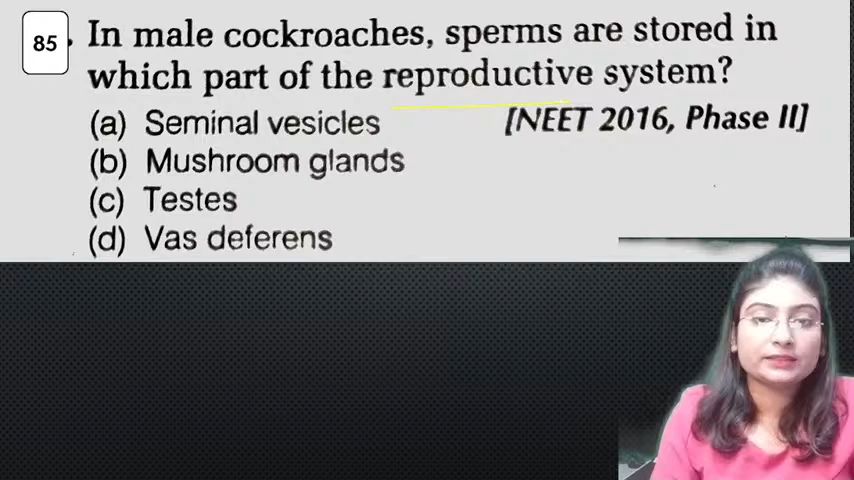 85. In male cockroaches, sperms are stored in
which part of the reproductive system?
(a) Seminal vesicles [NEET 2016, Phase II]
(b) Mushroom glands
(c) Testes
(d) Vas deferens